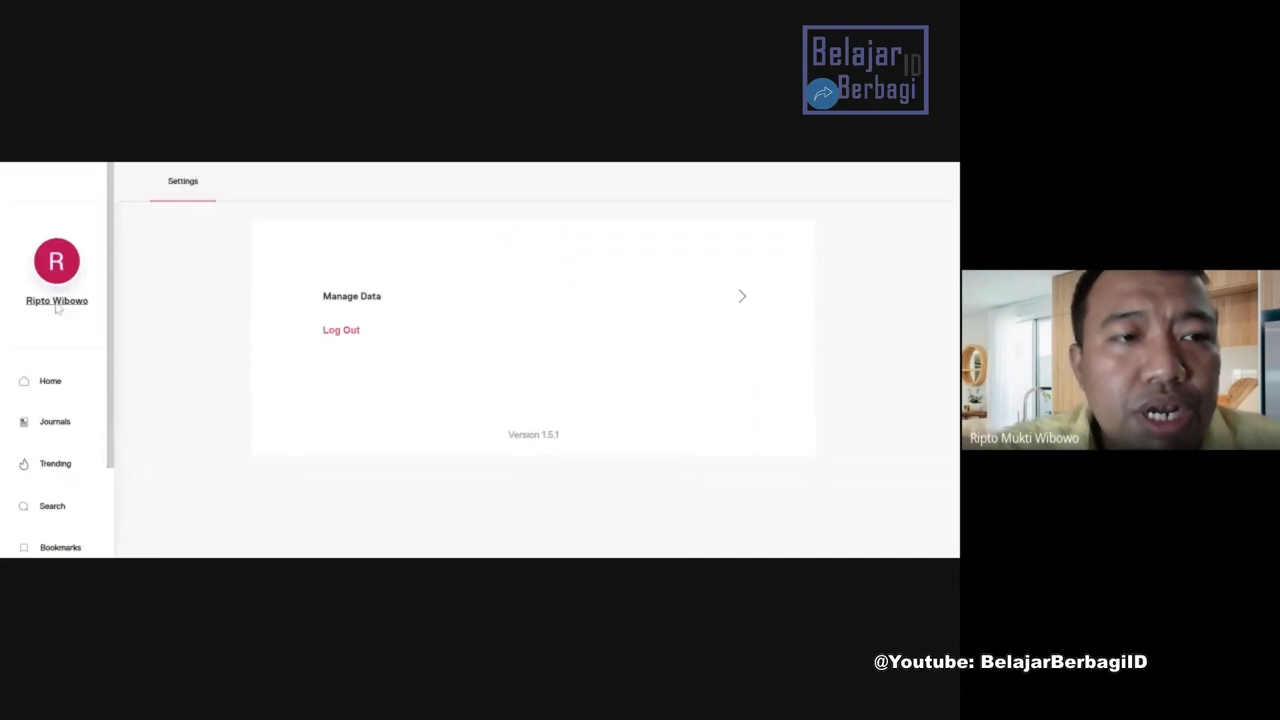 Belajar
ID
Berbagi
Settings
R
Ripto Wibowo
Manage Data
Log Out
Home
Journals
Trending
Search
Version 1.5.1
Bookmarks
Ripto Mukti Wibowo
@Youtube: BelajarBerbagiID